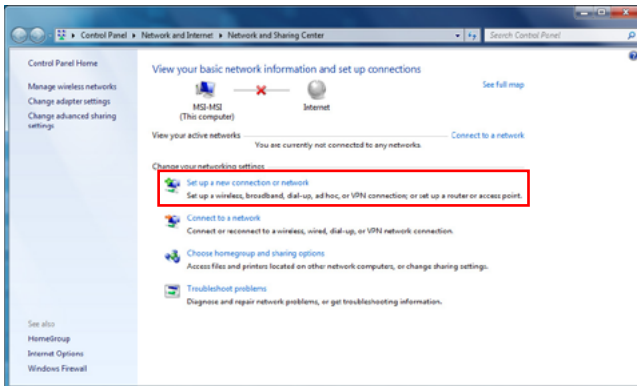 Control Panel ▸ Network and Internet ▸ Network and Sharing Center
Search Control Panel
Control Panel Home
Manage wireless networks
Change adapter settings
Change advanced sharing
settings
See also
HomeGroup
Internet Options
Windows Firewall
View your basic network information and set up connections
See full map
MSI-MSI
(This computer)
Internet
View your active networks
Connect to a network
You are currently not connected to any networks.
Change your networking settings
Set up a new connection or network
Set up a wireless, broadband, dial-up, ad hoc, or VPN connection; or set up a router or access point.
Connect to a network
Connect or reconnect to a wireless, wired, dial-up, or VPN network connection.
Choose homegroup and sharing options
Access files and printers located on other network computers, or change sharing settings.
Troubleshoot problems
Diagnose and repair network problems, or get troubleshooting information.